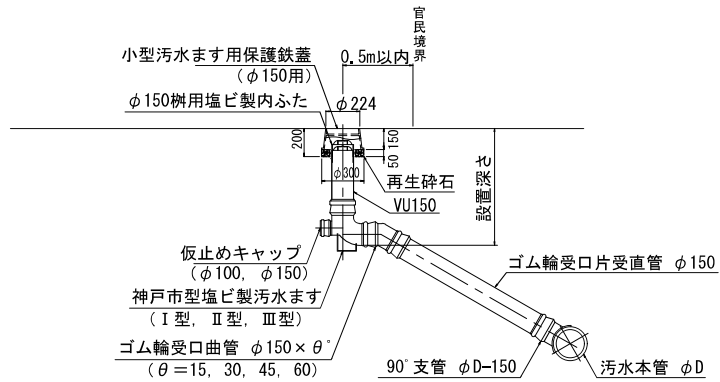 官民境界
小型汚水ます用保護鉄蓋
（φ150用）
0.5m以内
φ150桝用塩ビ製内ふた
φ224
200
150
50
φ300
再生砕石
VU150
設置深さ
仮止めキャップ
（φ100, φ150）
神戸市型塩ビ製汚水ます
（Ⅰ型, Ⅱ型, Ⅲ型）
ゴム輪受口片受直管 φ150
ゴム輪受口曲管 φ150×θ°
（θ＝15, 30, 45, 60）
90°支管 φD-150
汚水本管 φD